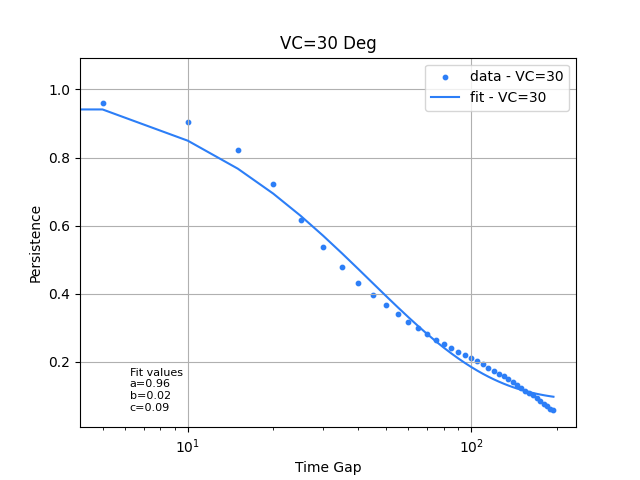 VC=30 Deg
data - VC=30
fit - VC=30
1.0
0.8
0.6
0.4
0.2
Persistence
Fit values
a=0.96
b=0.02
c=0.09
10¹
10²
Time Gap